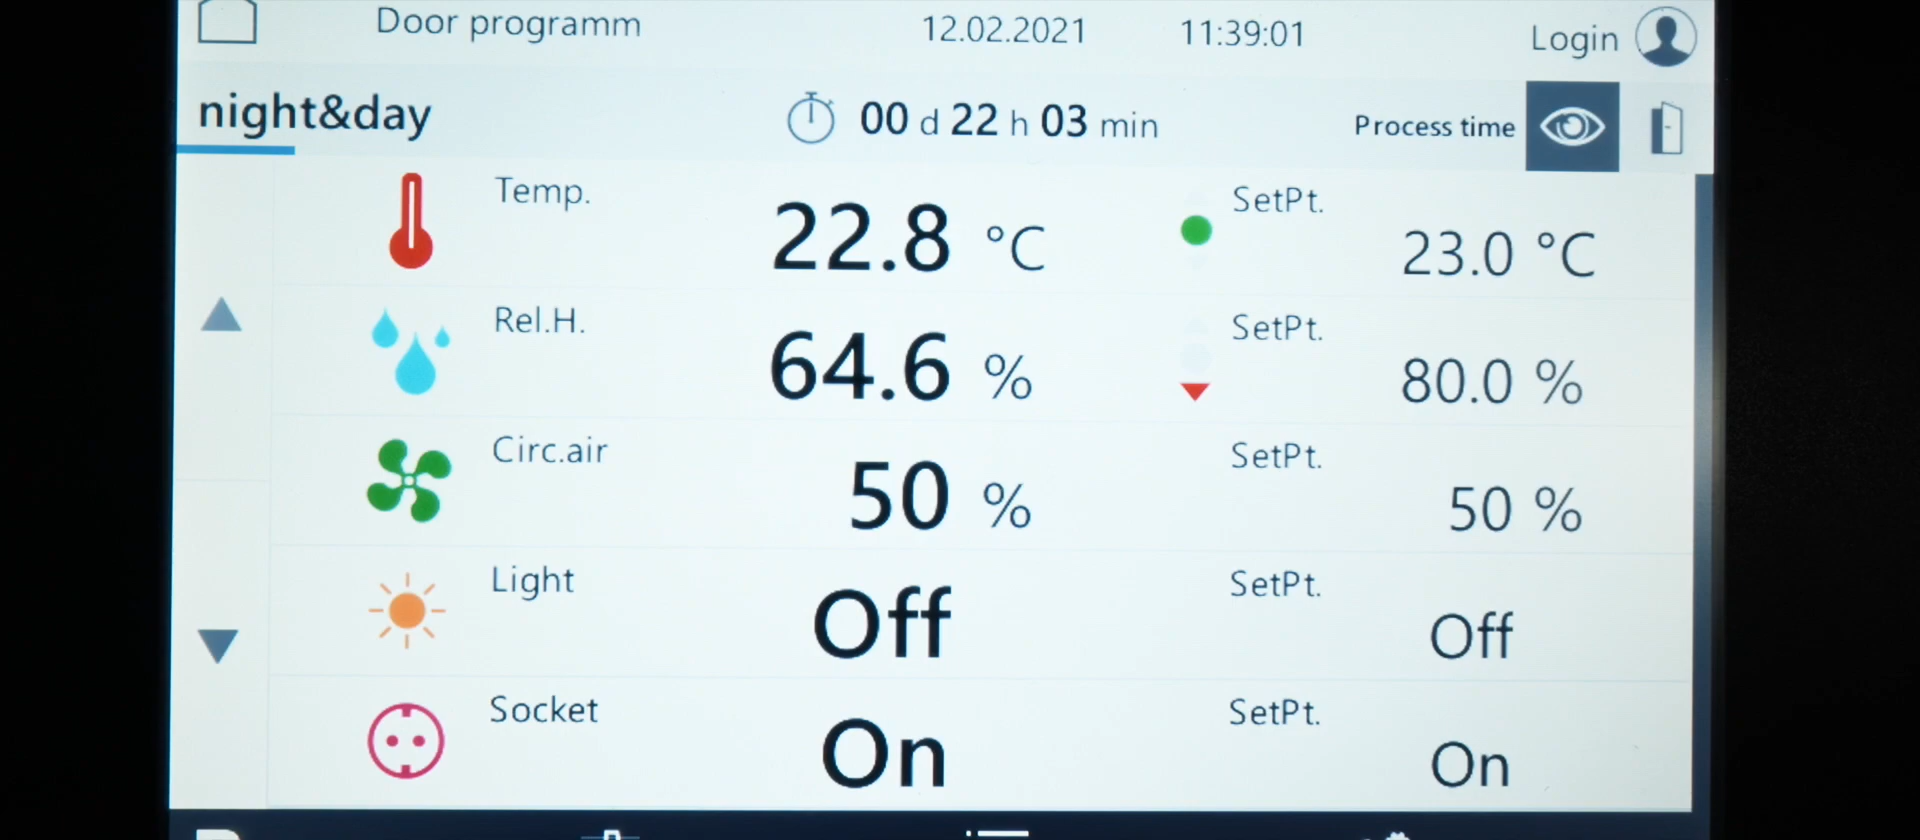 Door programm 12.02.2021 11:39:01 Login
night&day 00 d 22 h 03 min Process time
Temp. 22.8 °C SetPt. 23.0 °C
Rel.H. 64.6 % SetPt. 80.0 %
Circ.air 50 % SetPt. 50 %
Light Off SetPt. Off
Socket On SetPt. On